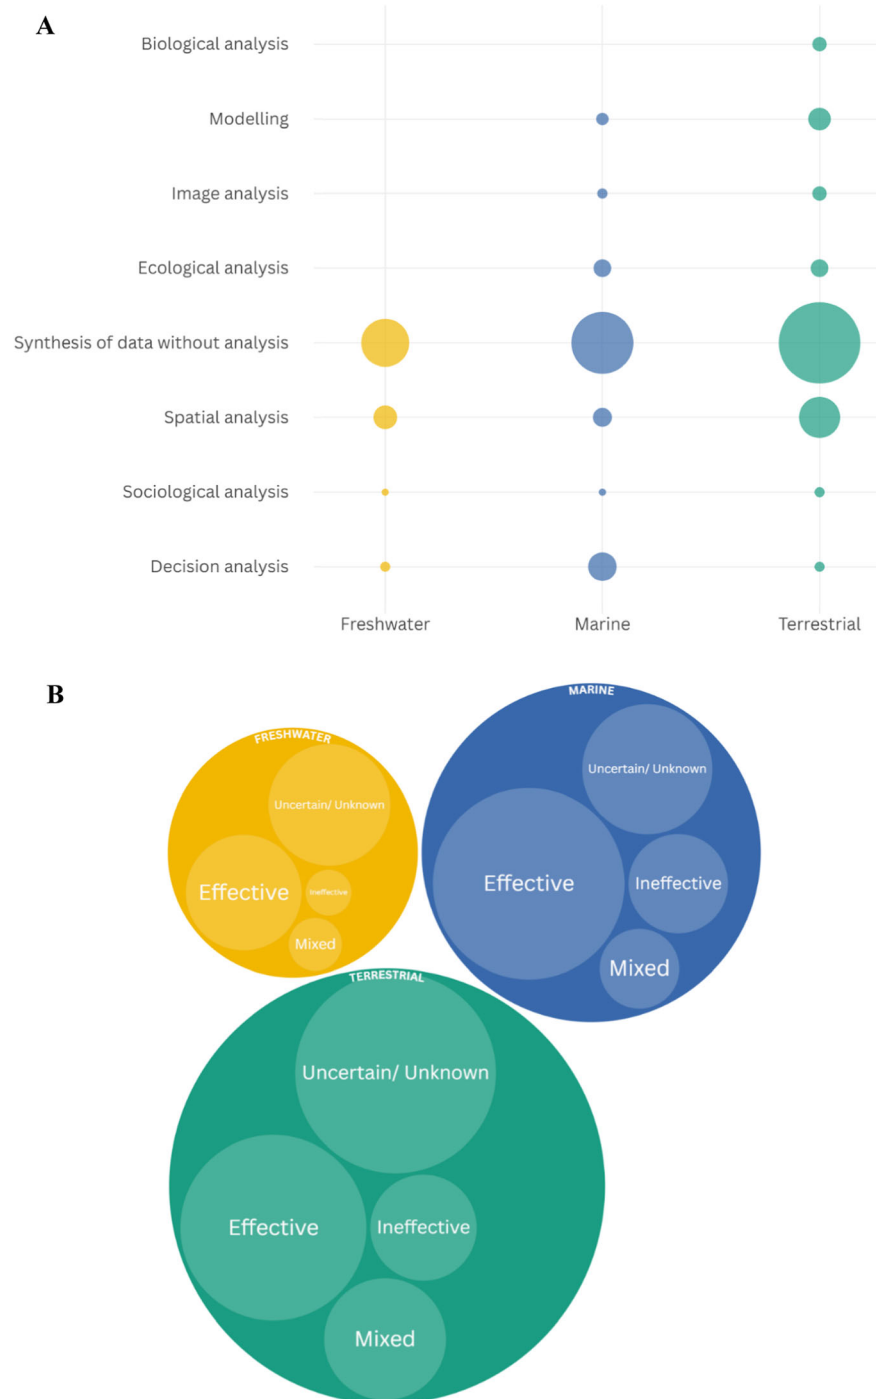 A
Biological analysis
Modelling
Image analysis
Ecological analysis
Synthesis of data without analysis
Spatial analysis
Sociological analysis
Decision analysis
Freshwater
Marine
Terrestrial
B
FRESHWATER
Uncertain/ Unknown
Effective
Ineffective
Mixed
MARINE
Uncertain/ Unknown
Effective
Ineffective
Mixed
TERRESTRIAL
Uncertain/ Unknown
Effective
Ineffective
Mixed